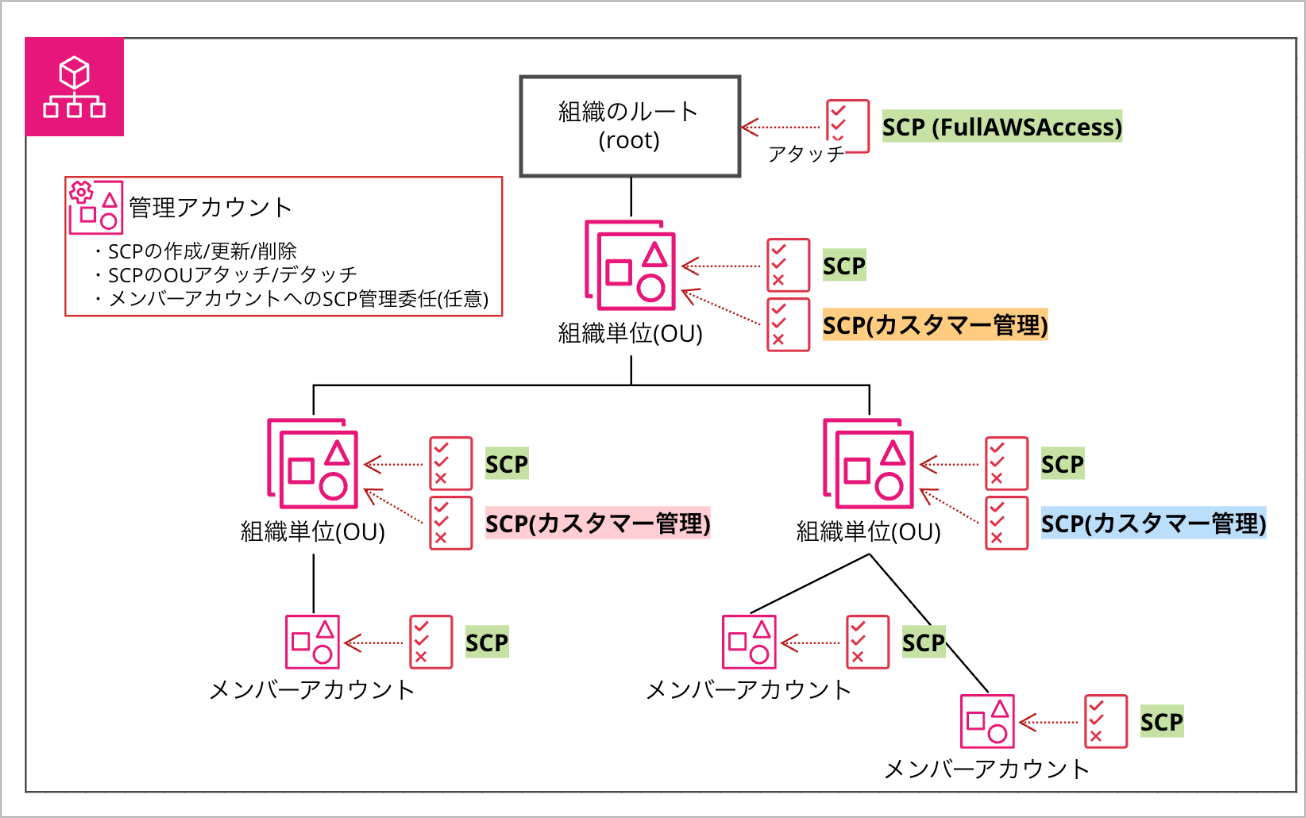 組織のルート
(root)
SCP (FullAWSAccess)
アタッチ
管理アカウント
・SCPの作成/更新/削除
・SCPのOUアタッチ/デタッチ
・メンバーアカウントへのSCP管理委任(任意)
SCP
SCP(カスタマー管理)
組織単位(OU)
SCP
SCP(カスタマー管理)
組織単位(OU)
SCP
SCP(カスタマー管理)
組織単位(OU)
SCP
メンバーアカウント
SCP
メンバーアカウント
SCP
メンバーアカウント